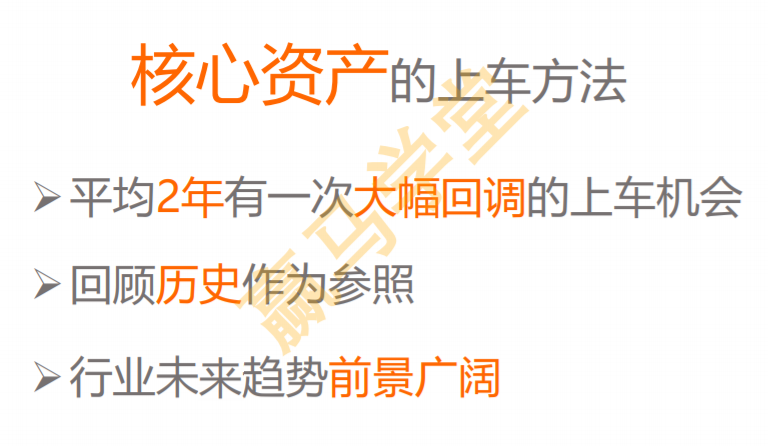 核心资产的上车方法
➢平均2年有一次大幅回调的上车机会
➢回顾历史作为参照
➢行业未来趋势前景广阔
赢马学堂